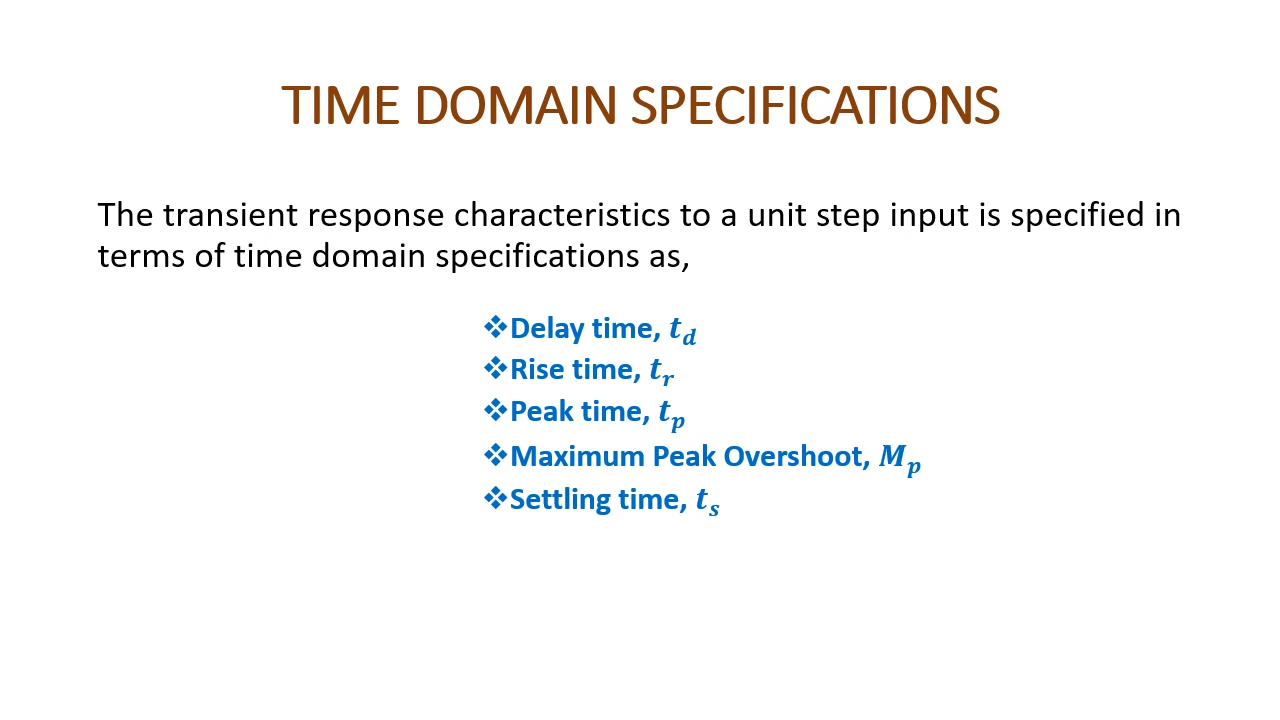 TIME DOMAIN SPECIFICATIONS
The transient response characteristics to a unit step input is specified in
terms of time domain specifications as,
❖Delay time, t_d
❖Rise time, t_r
❖Peak time, t_p
❖Maximum Peak Overshoot, M_p
❖Settling time, t_s